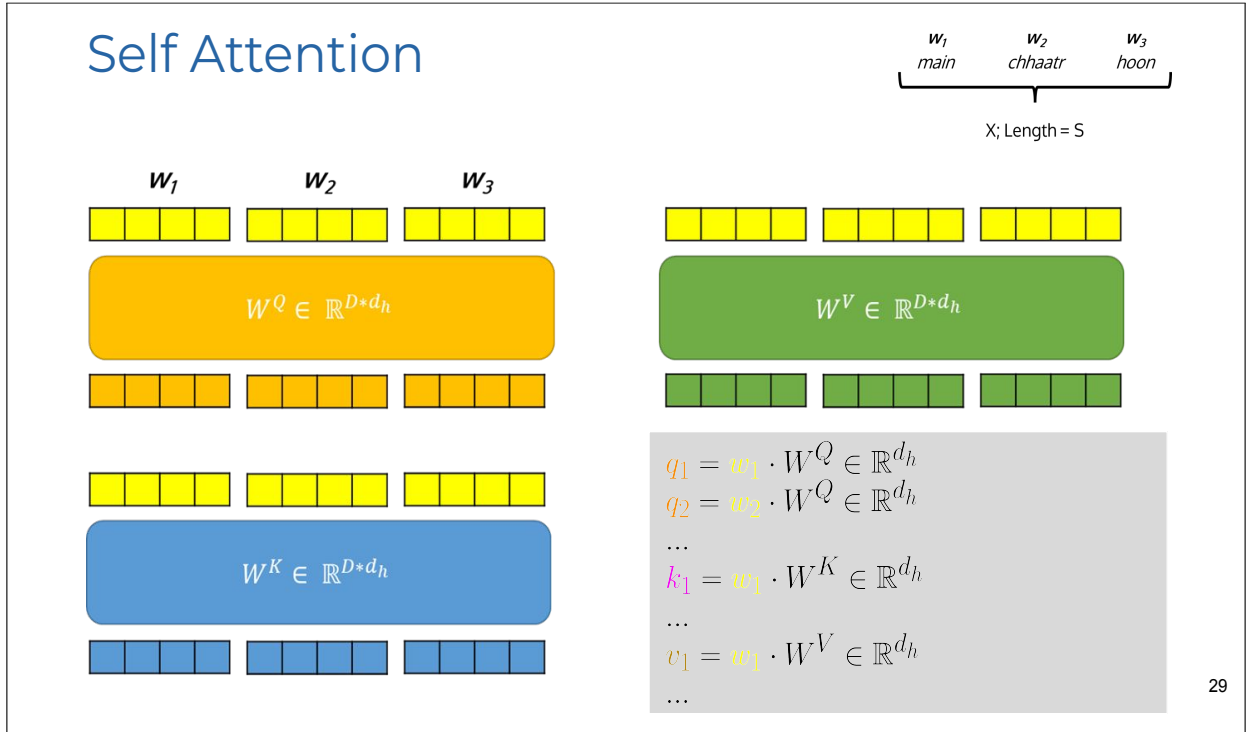 Self Attention
w₁ w₂ w₃
main chhaatr hoon
X; Length = S
w₁ w₂ w₃
W^Q ∈ ℝ^{D*d_h}
W^V ∈ ℝ^{D*d_h}
W^K ∈ ℝ^{D*d_h}
q₁ = w₁ · W^Q ∈ ℝ^{d_h}
q₂ = w₂ · W^Q ∈ ℝ^{d_h}
...
k₁ = w₁ · W^K ∈ ℝ^{d_h}
...
v₁ = w₁ · W^V ∈ ℝ^{d_h}
...
29